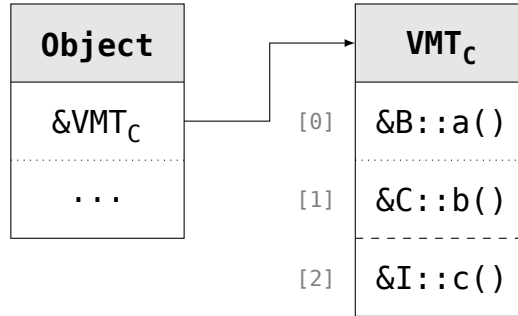 Object
&VMT_C
...
VMT_C
[0] &B::a()
[1] &C::b()
[2] &I::c()